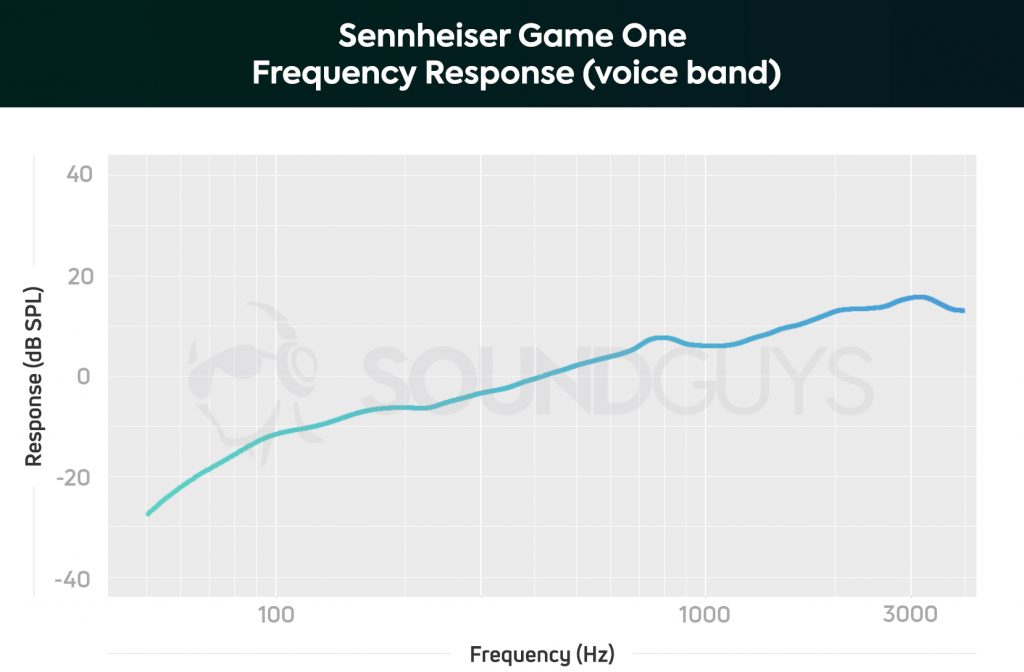 Sennheiser Game One
Frequency Response (voice band)
40
20
0
-20
-40
Response (dB SPL)
SOUNDGUYS
100
1000
3000
Frequency (Hz)